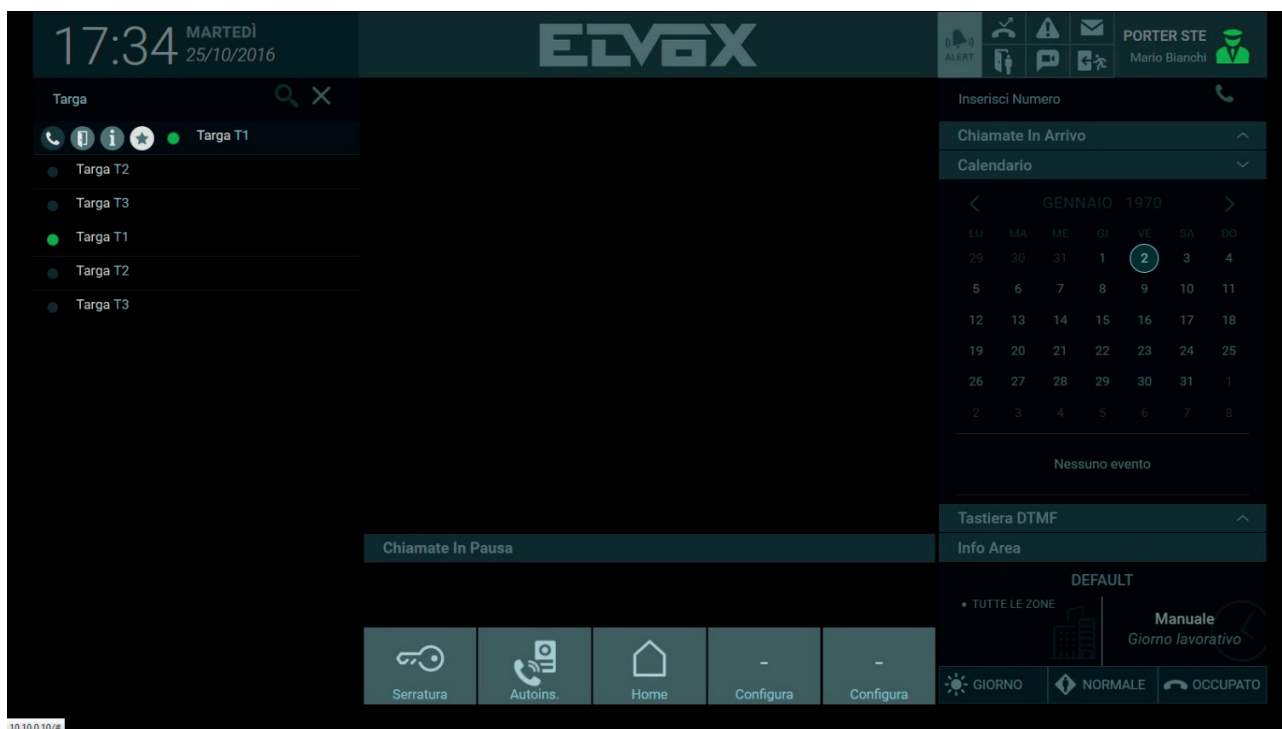 17:34 MARTEDÌ
25/10/2016
ELVOX
ALERT
PORTER STE
Mario Bianchi
Targa
Targa T1
Targa T2
Targa T3
Targa T1
Targa T2
Targa T3
Chiamate In Pausa
Serratura
Autoins.
Home
-
Configura
-
Configura
Inserisci Numero
Chiamate In Arrivo
Calendario
GENNAIO 1970
LU MA ME GI VE SA DO
29 30 31 1 2 3 4
5 6 7 8 9 10 11
12 13 14 15 16 17 18
19 20 21 22 23 24 25
26 27 28 29 30 31 1
2 3 4 5 6 7 8
Nessuno evento
Tastiera DTMF
Info Area
DEFAULT
• TUTTE LE ZONE
Manuale
Giorno lavorativo
GIORNO
NORMALE
OCCUPATO
10.10.0.10/#